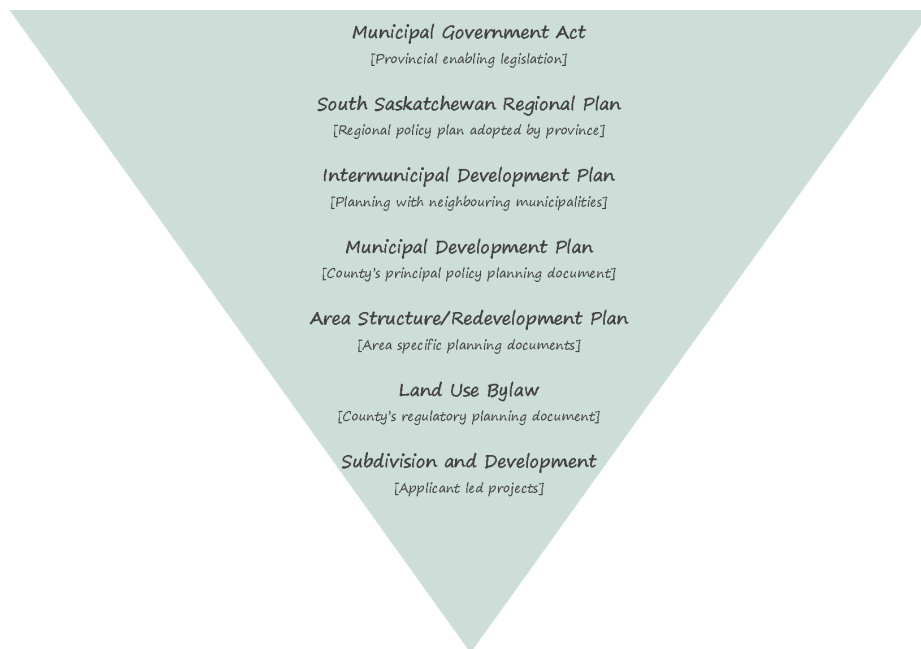 Municipal Government Act
[Provincial enabling legislation]
South Saskatchewan Regional Plan
[Regional policy plan adopted by province]
Intermunicipal Development Plan
[Planning with neighbouring municipalities]
Municipal Development Plan
[County's principal policy planning document]
Area Structure/Redevelopment Plan
[Area specific planning documents]
Land Use Bylaw
[County's regulatory planning document]
Subdivision and Development
[Applicant led projects]